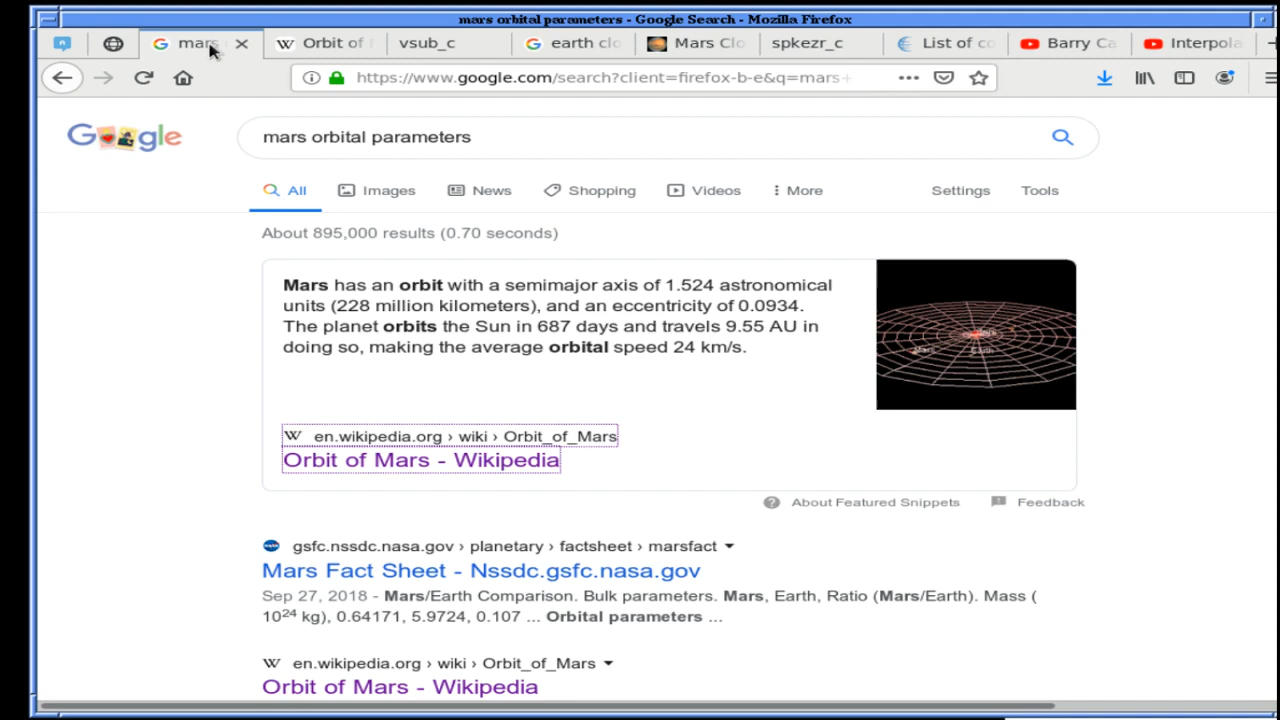 mars orbital parameters - Google Search - Mozilla Firefox
mars
Orbit of
vsub_c
earth clo
Mars Clo
spkezr_c
List of co
Barry Ca
Interpola
https://www.google.com/search?client=firefox-b-e&q=mars+
Google
mars orbital parameters
All
Images
News
Shopping
Videos
More
Settings
Tools
About 895,000 results (0.70 seconds)
Mars has an orbit with a semimajor axis of 1.524 astronomical
units (228 million kilometers), and an eccentricity of 0.0934.
The planet orbits the Sun in 687 days and travels 9.55 AU in
doing so, making the average orbital speed 24 km/s.
W en.wikipedia.org › wiki › Orbit_of_Mars
Orbit of Mars - Wikipedia
About Featured Snippets
Feedback
gsfc.nssdc.nasa.gov › planetary › factsheet › marsfact
Mars Fact Sheet - Nssdc.gsfc.nasa.gov
Sep 27, 2018 - Mars/Earth Comparison. Bulk parameters. Mars, Earth, Ratio (Mars/Earth). Mass (
10²⁴ kg), 0.64171, 5.9724, 0.107 ... Orbital parameters ...
W en.wikipedia.org › wiki › Orbit_of_Mars
Orbit of Mars - Wikipedia